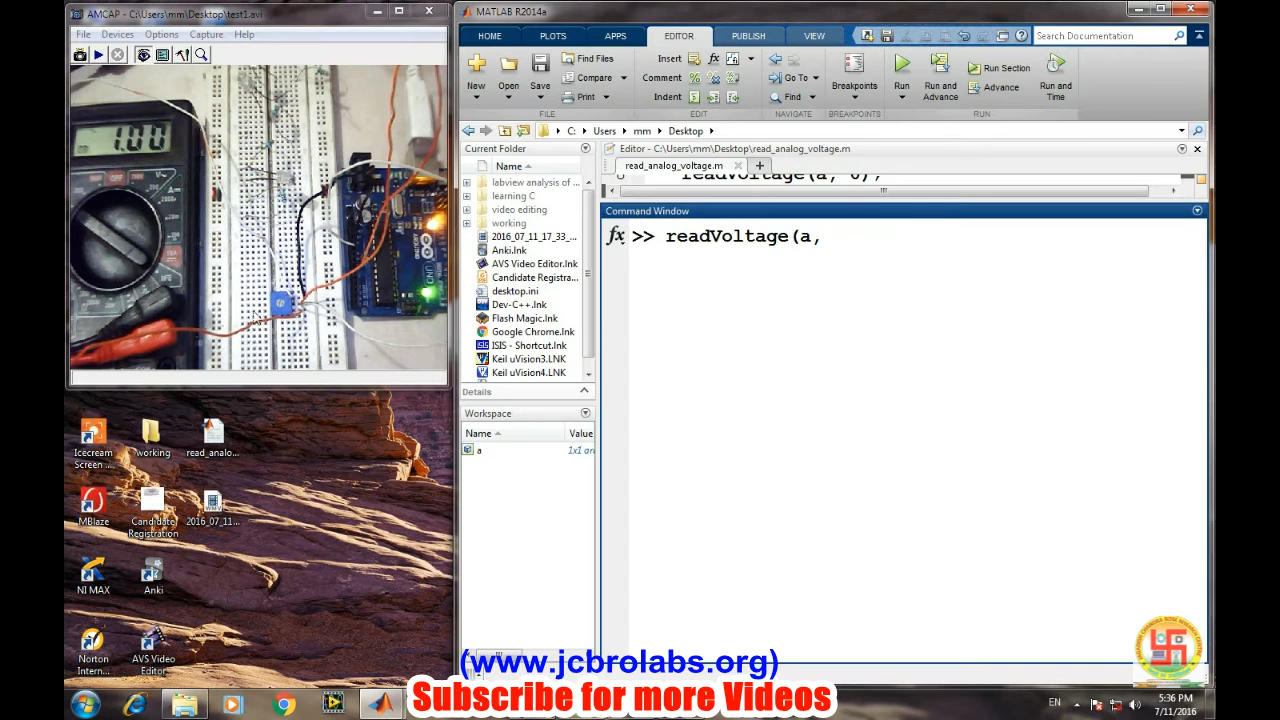 AMCAP - C:\Users\mm\Desktop\test1.avi
File Devices Options Capture Help
1.00
OFF
UNO
MATLAB R2014a
HOME PLOTS APPS EDITOR PUBLISH VIEW
Search Documentation
New
Open
Save
Find Files
Compare
Print
Insert
Comment
Indent
Go To
Find
Breakpoints
Run
Run and
Advance
Run Section
Advance
Run and
Time
FILE EDIT NAVIGATE BREAKPOINTS RUN
C: Users mm Desktop
Current Folder
Name
labview analysis of ...
learning C
video editing
working
2016_07_11_17_33_...
Anki.lnk
AVS Video Editor.lnk
Candidate Registra...
desktop.ini
Dev-C++.lnk
Flash Magic.lnk
Google Chrome.lnk
ISIS - Shortcut.lnk
Keil uVision3.LNK
Keil uVision4.LNK
Details
Workspace
Name Value
a 1x1 ar
Editor - C:\Users\mm\Desktop\read_analog_voltage.m
read_analog_voltage.m
readVoltage(a, 0);
Command Window
fx >> readVoltage(a,
Icecream
Screen ...
working
read_analo...
MBlaze
Candidate
Registration
2016_07_11...
NI MAX
Anki
Norton
Intern...
AVS Video
Editor
(www.jcbrolabs.org)
Subscribe for more Videos
EN
5:36 PM
7/11/2016